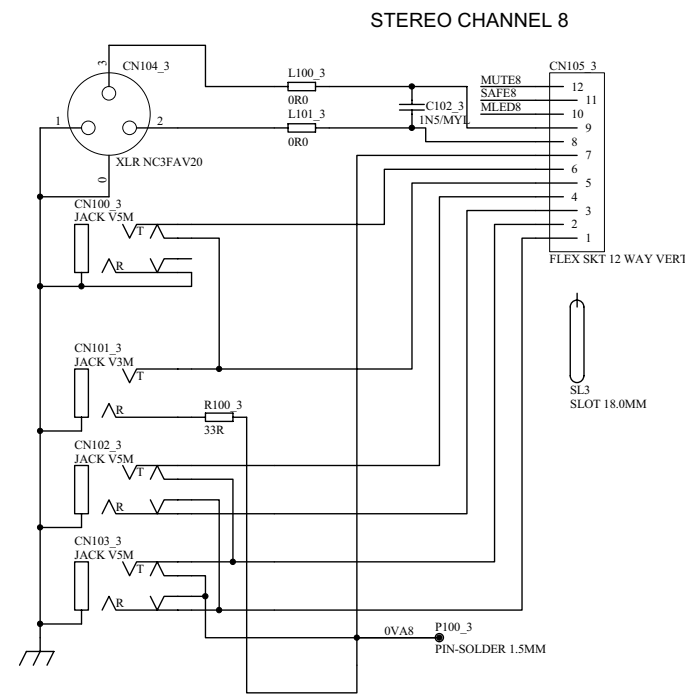 STEREO CHANNEL 8
CN104_3
CN105_3
3
1
2
0
XLR NC3FAV20
L100_3
0R0
L101_3
0R0
C102_3
1N5/MYL
MUTE8
SAFE8
MLED8
12
11
10
9
8
7
6
5
4
3
2
1
FLEX SKT 12 WAY VERT
CN100_3
JACK V5M
T
R
CN101_3
JACK V3M
T
R
R100_3
33R
SL3
SLOT 18.0MM
CN102_3
JACK V5M
T
R
CN103_3
JACK V5M
T
R
0VA8
P100_3
PIN-SOLDER 1.5MM